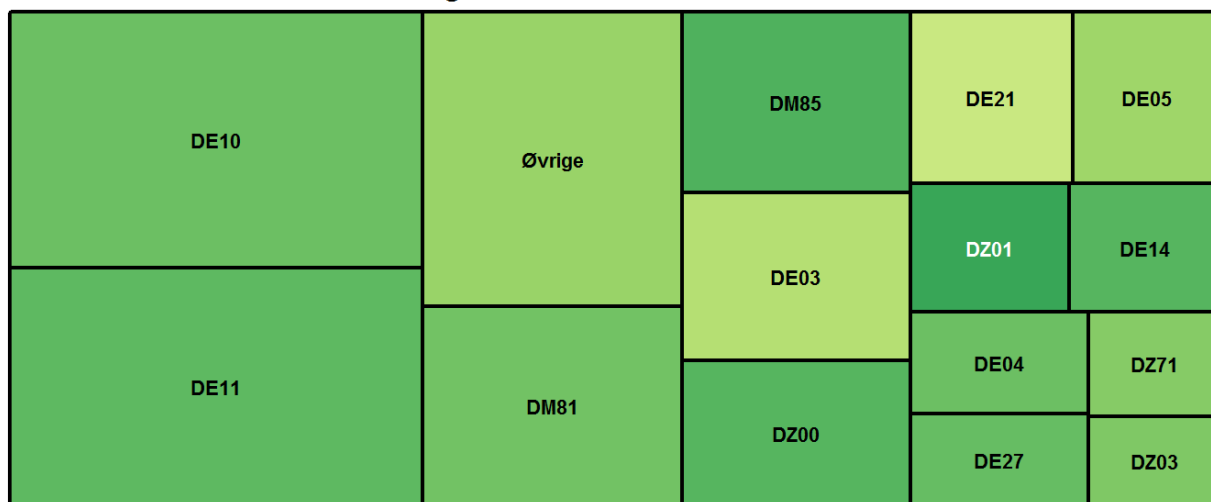 DE10
Øvrige
DM85
DE21
DE05
DE03
DZ01
DE14
DE11
DM81
DZ00
DE04
DZ71
DE27
DZ03